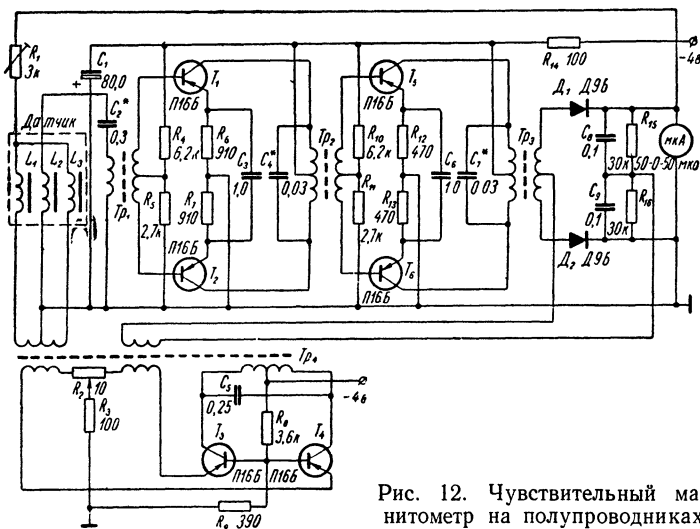 R₁
3к
C₁
+
80,0
C₂*
0,3
Датчик
L₁
L₂
L₃
Тр₁
R₄
6,2к
R₅
2,7к
T₁
П16Б
R₆
910
R₇
910
П16Б
T₂
C₃
1,0
C₄*
0,03
Тр₂
R₁₀
6,2к
R₁₁
2,7к
T₅
П16Б
R₁₂
470
R₁₃
470
T₆
П16Б
C₆
1.0
C₇*
0.03
Тр₃
R₁₄ 100
-4в
Д₁ Д9Б
C₈
0,1
R₁₅
30к
мкА
50-0-50 мка
C₉
0,1
R₁₆
30к
Д₂ Д9Б
Тр₄
R₂
10
R₃
100
C₅
0,25
R₈
3,6к
-4в
T₃
П16Б
T₄
П16Б
R₉ 390
Рис. 12. Чувствительный ма
нитометр на полупроводниках